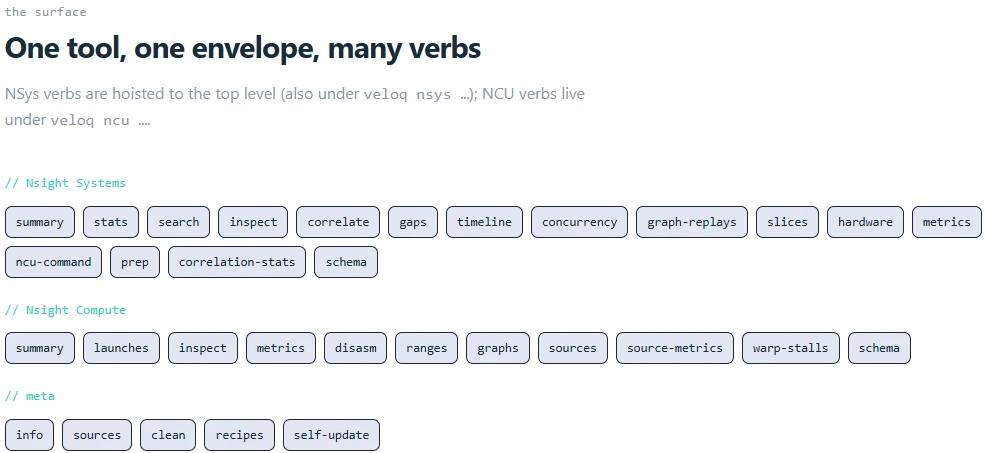 the surface
One tool, one envelope, many verbs
NSys verbs are hoisted to the top level (also under veloq nsys …); NCU verbs live
under veloq ncu ….
// Nsight Systems
summary stats search inspect correlate gaps timeline concurrency graph-replays slices hardware metrics
ncu-command prep correlation-stats schema
// Nsight Compute
summary launches inspect metrics disasm ranges graphs sources source-metrics warp-stalls schema
// meta
info sources clean recipes self-update